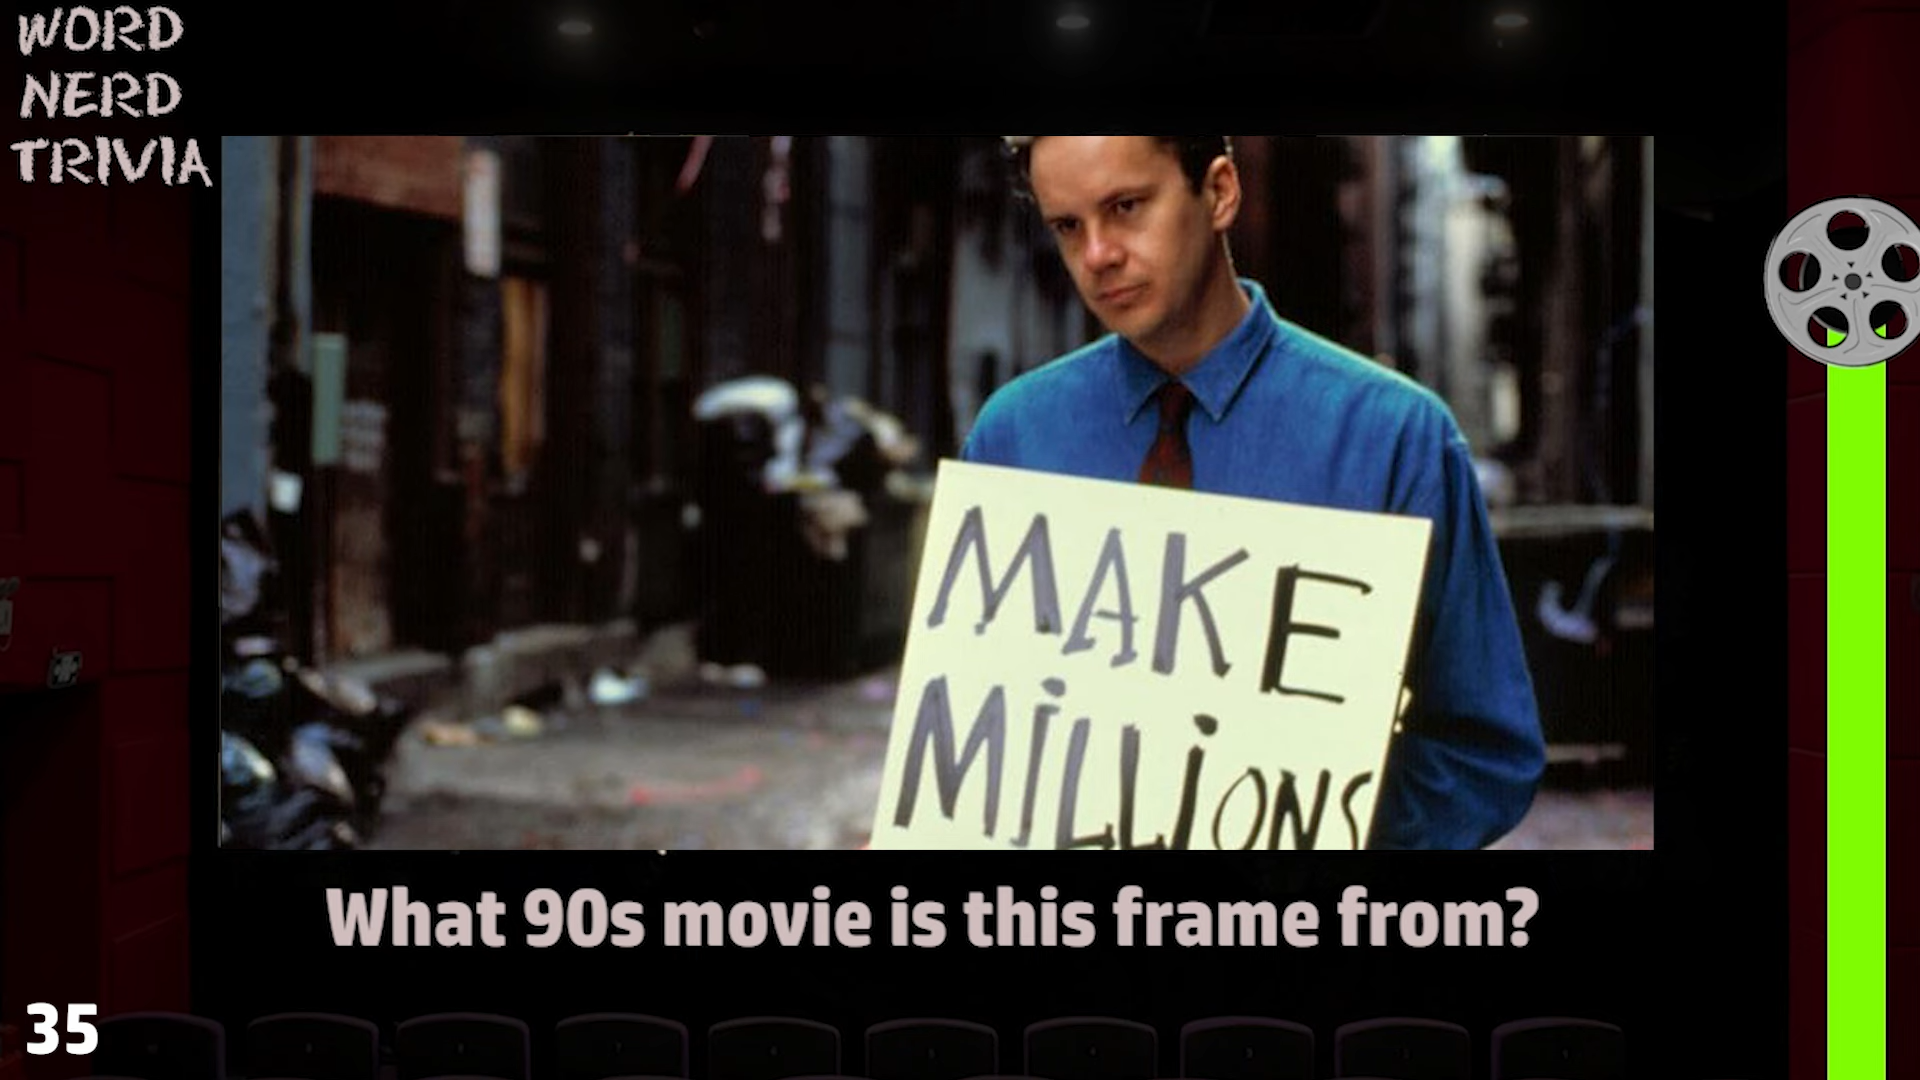 WORD
NERD
TRIVIA
MAKE
MiLLiONS
What 90s movie is this frame from?
35